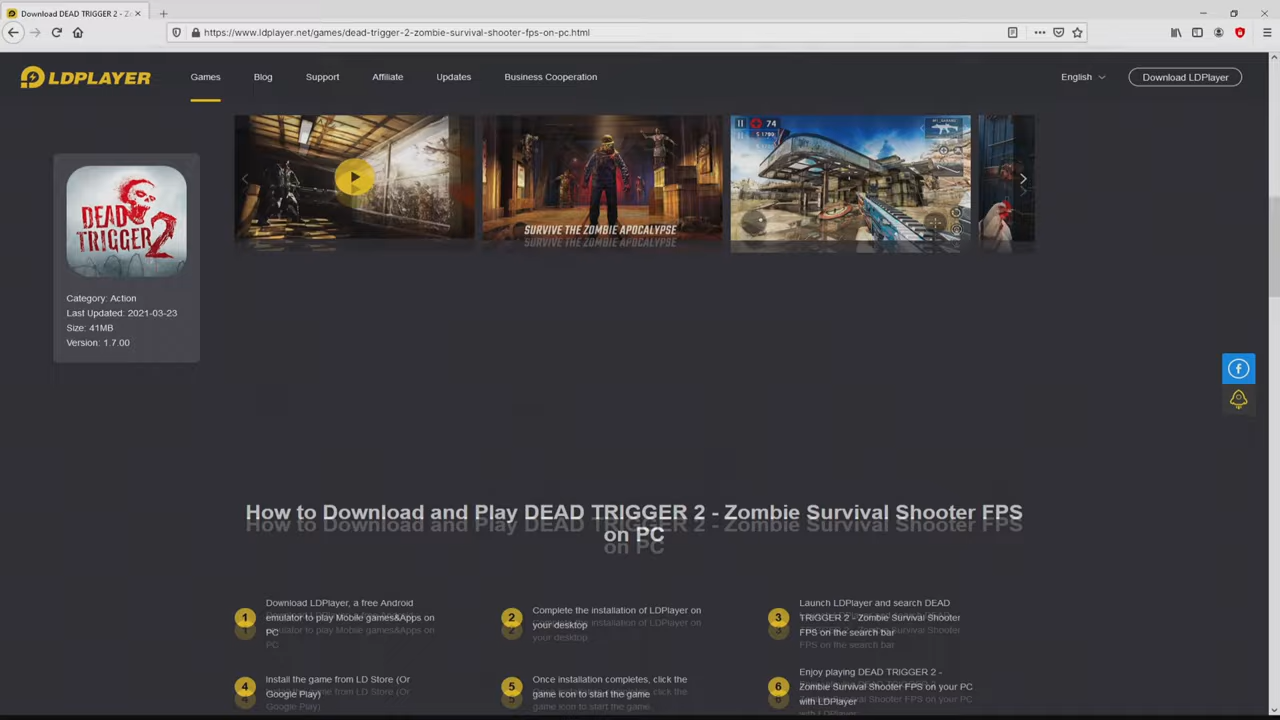 Download DEAD TRIGGER 2 - Z
https://www.ldplayer.net/games/dead-trigger-2-zombie-survival-shooter-fps-on-pc.html
LDPLAYER
Games
Blog
Support
Affiliate
Updates
Business Cooperation
English
Download LDPlayer
74
SURVIVE THE ZOMBIE APOCALYPSE
DEAD
TRIGGER 2
Category: Action
Last Updated: 2021-03-23
Size: 41MB
Version: 1.7.00
How to Download and Play DEAD TRIGGER 2 - Zombie Survival Shooter FPS
on PC
1
Download LDPlayer, a free Android
emulator to play Mobile games&Apps on
PC
2
Complete the installation of LDPlayer on
your desktop
3
Launch LDPlayer and search DEAD
TRIGGER 2 - Zombie Survival Shooter
FPS on the search bar
4
Install the game from LD Store (Or
Google Play)
5
Once installation completes, click the
game icon to start the game
6
Enjoy playing DEAD TRIGGER 2 -
Zombie Survival Shooter FPS on your PC
with LDPlayer